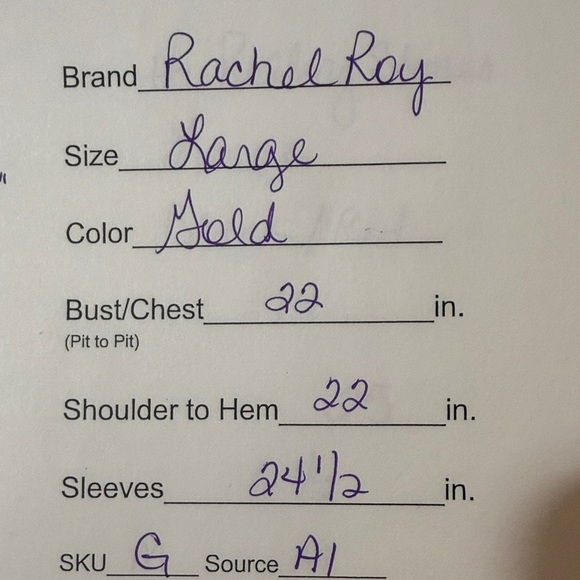 Brand Rachel Roy
Size Large
Color Gold
Bust/Chest 22 in.
(Pit to Pit)
Shoulder to Hem 22 in.
Sleeves 24 1/2 in.
SKU G Source A1